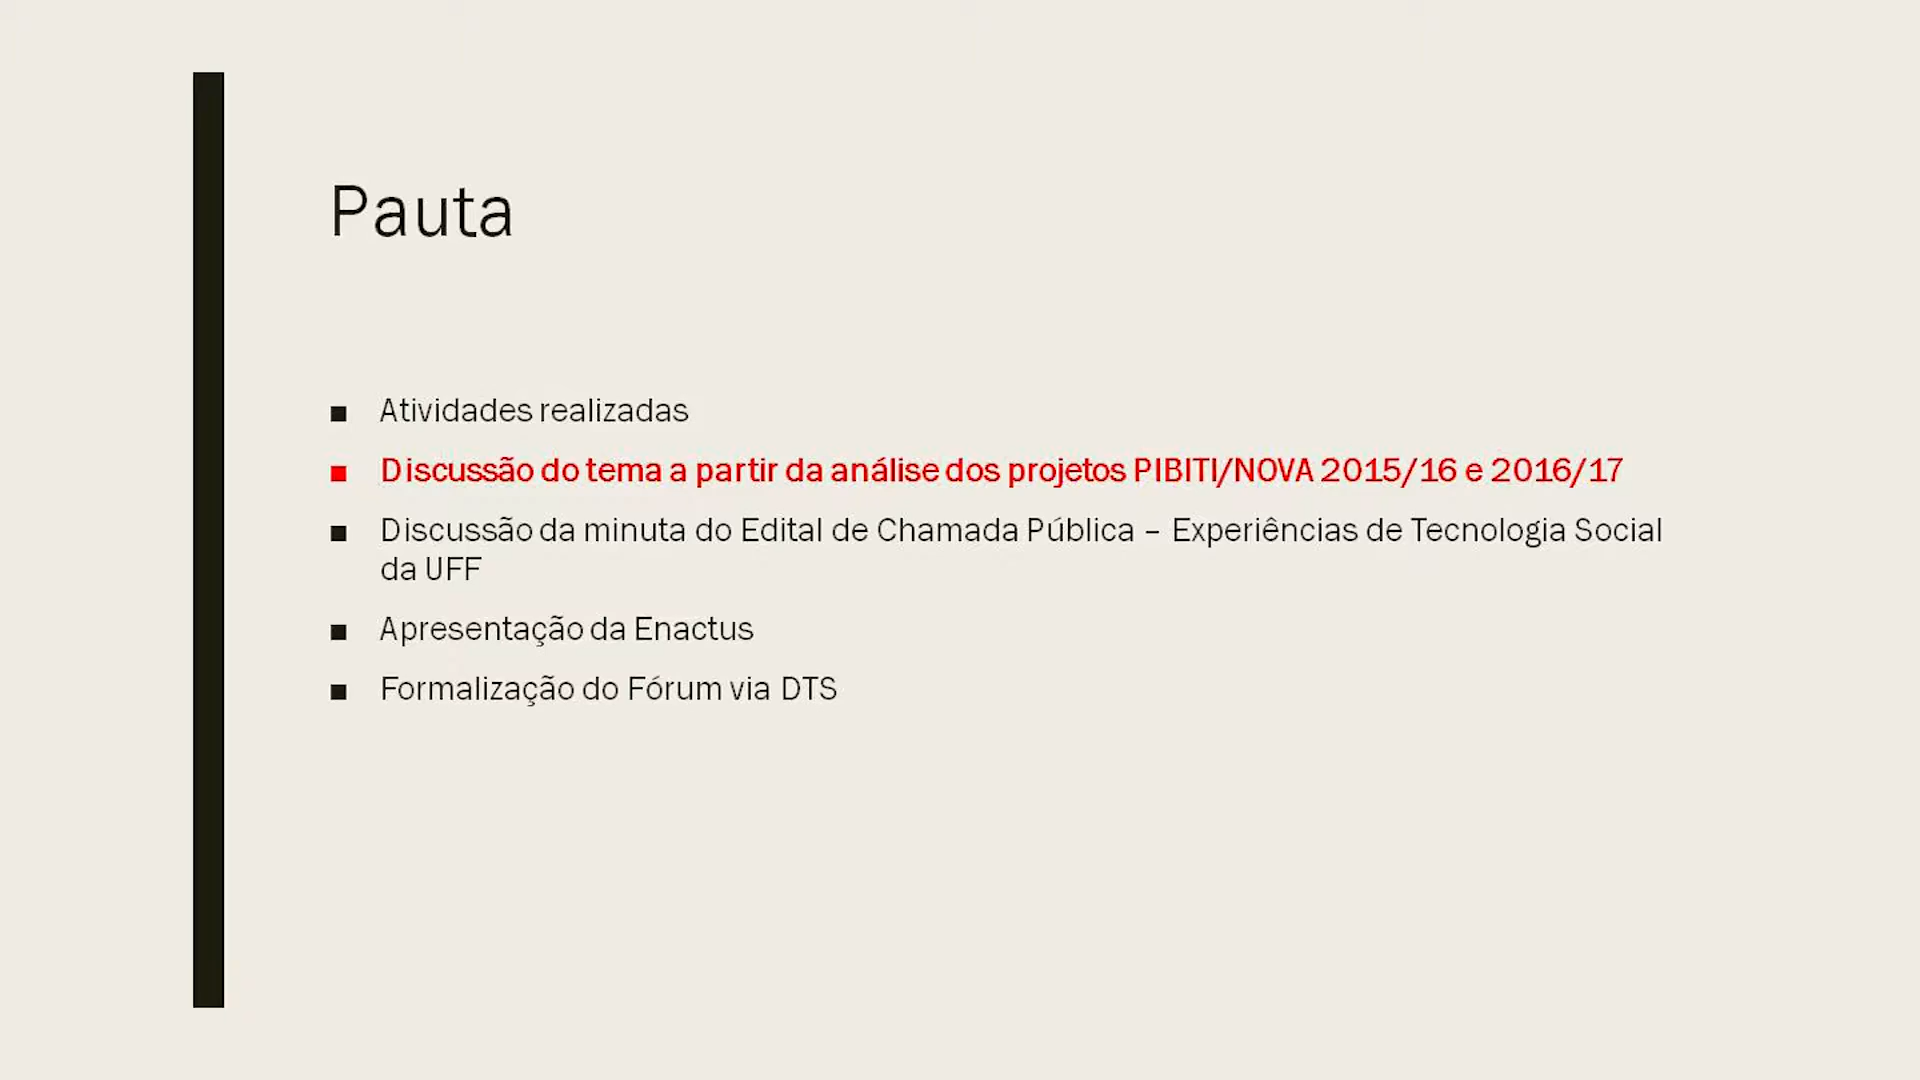 Pauta
■ Atividades realizadas
■ Discussão do tema a partir da análise dos projetos PIBITI/NOVA 2015/16 e 2016/17
■ Discussão da minuta do Edital de Chamada Pública – Experiências de Tecnologia Social
da UFF
■ Apresentação da Enactus
■ Formalização do Fórum via DTS